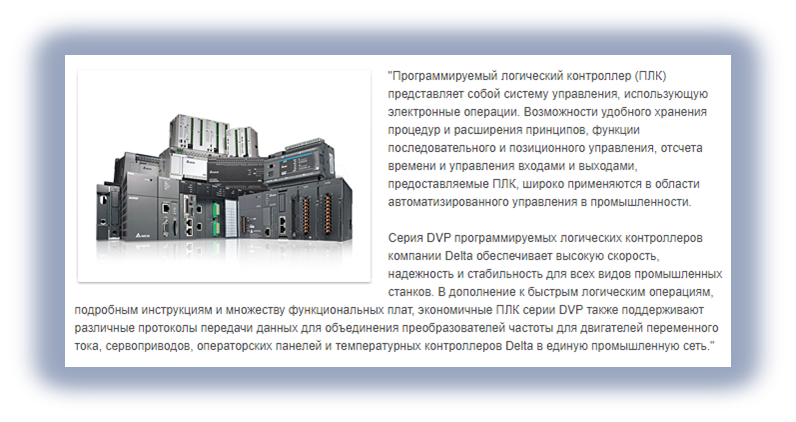 "Программируемый логический контроллер (ПЛК)
представляет собой систему управления, использующую
электронные операции. Возможности удобного хранения
процедур и расширения принципов, функции
последовательного и позиционного управления, отсчета
времени и управления входами и выходами,
предоставляемые ПЛК, широко применяются в области
автоматизированного управления в промышленности.
Серия DVP программируемых логических контроллеров
компании Delta обеспечивает высокую скорость,
надежность и стабильность для всех видов промышленных
станков. В дополнение к быстрым логическим операциям,
подробным инструкциям и множеству функциональных плат, экономичные ПЛК серии DVP также поддерживают
различные протоколы передачи данных для объединения преобразователей частоты для двигателей переменного
тока, сервоприводов, операторских панелей и температурных контроллеров Delta в единую промышленную сеть."